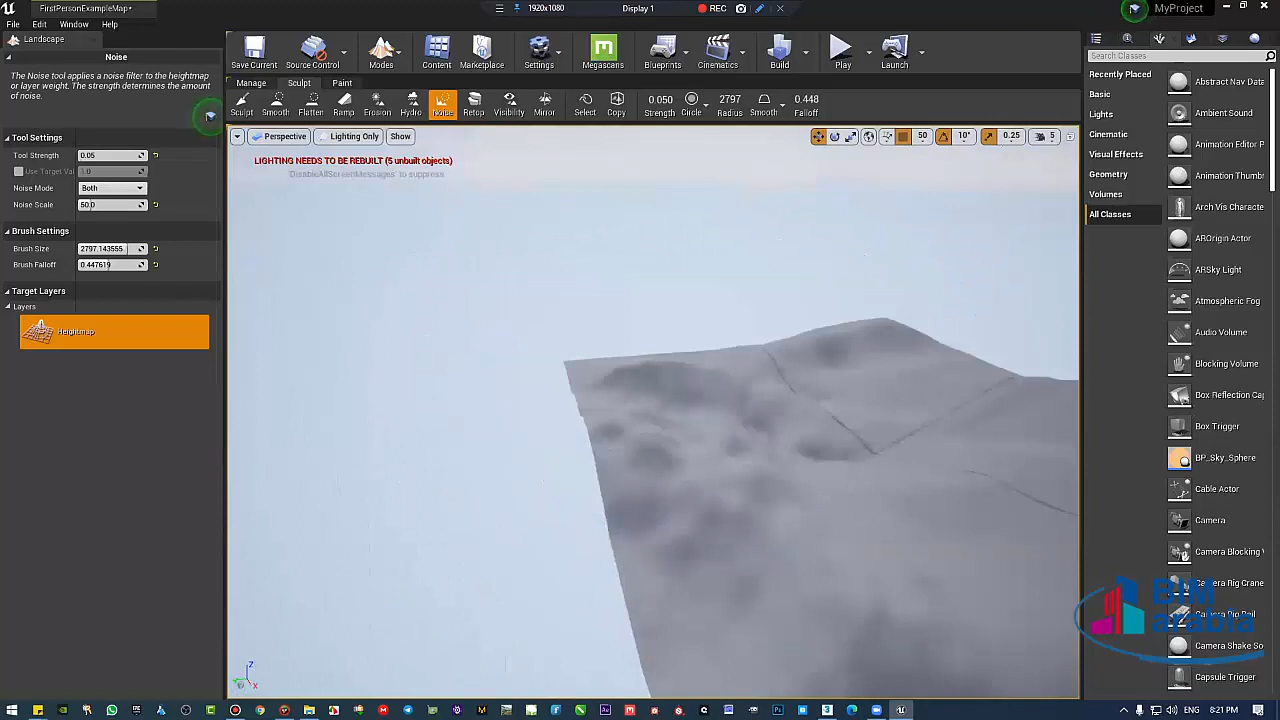 FirstPersonExampleMap*
1920x1080
Display 1
REC
MyProject
File Edit Window Help
Landscape
Noise
The Noise tool applies a noise filter to the heightmap
or layer weight. The strength determines the amount
of noise.
Save Current
Source Control
Modes
Content
Marketplace
Settings
Megascans
Blueprints
Cinematics
Build
Play
Launch
Manage
Sculpt
Paint
Sculpt
Smooth
Flatten
Ramp
Erosion
Hydro
Noise
Retop
Visibility
Mirror
Select
Copy
0.050
Strength
2797
Radius
Smooth
0.448
Falloff
Perspective
Lighting Only
Show
50
10°
0.25
5
LIGHTING NEEDS TO BE REBUILT (5 unbuilt objects)
'DisableAllScreenMessages' to suppress
Tool Settings
Tool Strength 0.05
Use Target Val 1.0
Noise Mode Both
Noise Scale 50.0
Brush Settings
Brush Size 2797.143555
Brush Falloff 0.447619
Target Layers
Layers
Heightmap
Search Classes
Recently Placed
Basic
Lights
Cinematic
Visual Effects
Geometry
Volumes
All Classes
Abstract Nav Data
Ambient Sound
Animation Editor P
Animation Thumb
Arch Vis Characte
AROrigin Actor
ARSky Light
Atmospheric Fog
Audio Volume
Blocking Volume
Box Reflection Cap
Box Trigger
BP_Sky_Sphere
Cable Actor
Camera
Camera Blocking V
Camera Rig Crane
Camera Rig Rail
Camera Shake So
Capsule Trigger
BIM
arabia
Z
X
ENG
8:21 PM